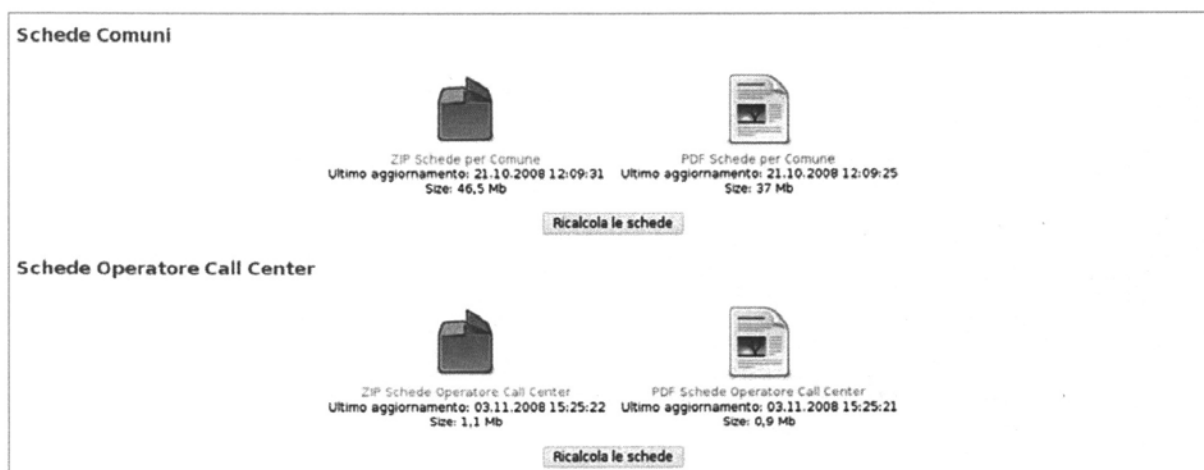 Schede Comuni
ZIP Schede per Comune
Ultimo aggiornamento: 21.10.2008 12:09:31
Size: 46,5 Mb
PDF Schede per Comune
Ultimo aggiornamento: 21.10.2008 12:09:25
Size: 37 Mb
Ricalcola le schede
Schede Operatore Call Center
ZIP Schede Operatore Call Center
Ultimo aggiornamento: 03.11.2008 15:25:22
Size: 1,1 Mb
PDF Schede Operatore Call Center
Ultimo aggiornamento: 03.11.2008 15:25:21
Size: 0,9 Mb
Ricalcola le schede